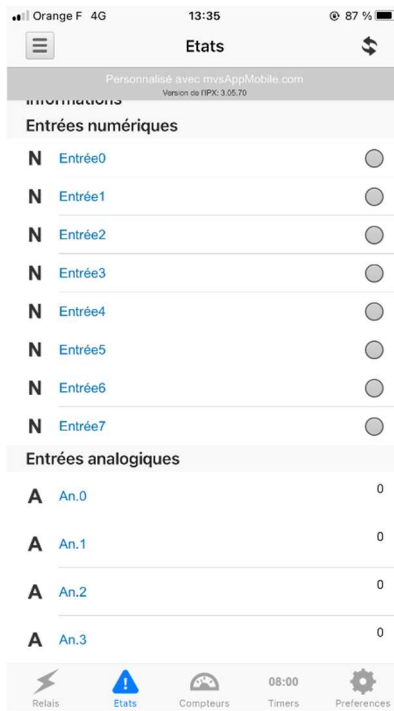 Orange F 4G 13:35 87 %
Etats
Personnalisé avec mvsAppMobile.com
Version de l'IPX: 3.05.70
Informations
Entrées numériques
N Entrée0
N Entrée1
N Entrée2
N Entrée3
N Entrée4
N Entrée5
N Entrée6
N Entrée7
Entrées analogiques
A An.0 0
A An.1 0
A An.2 0
A An.3 0
08:00
Relais Etats Compteurs Timers Preferences